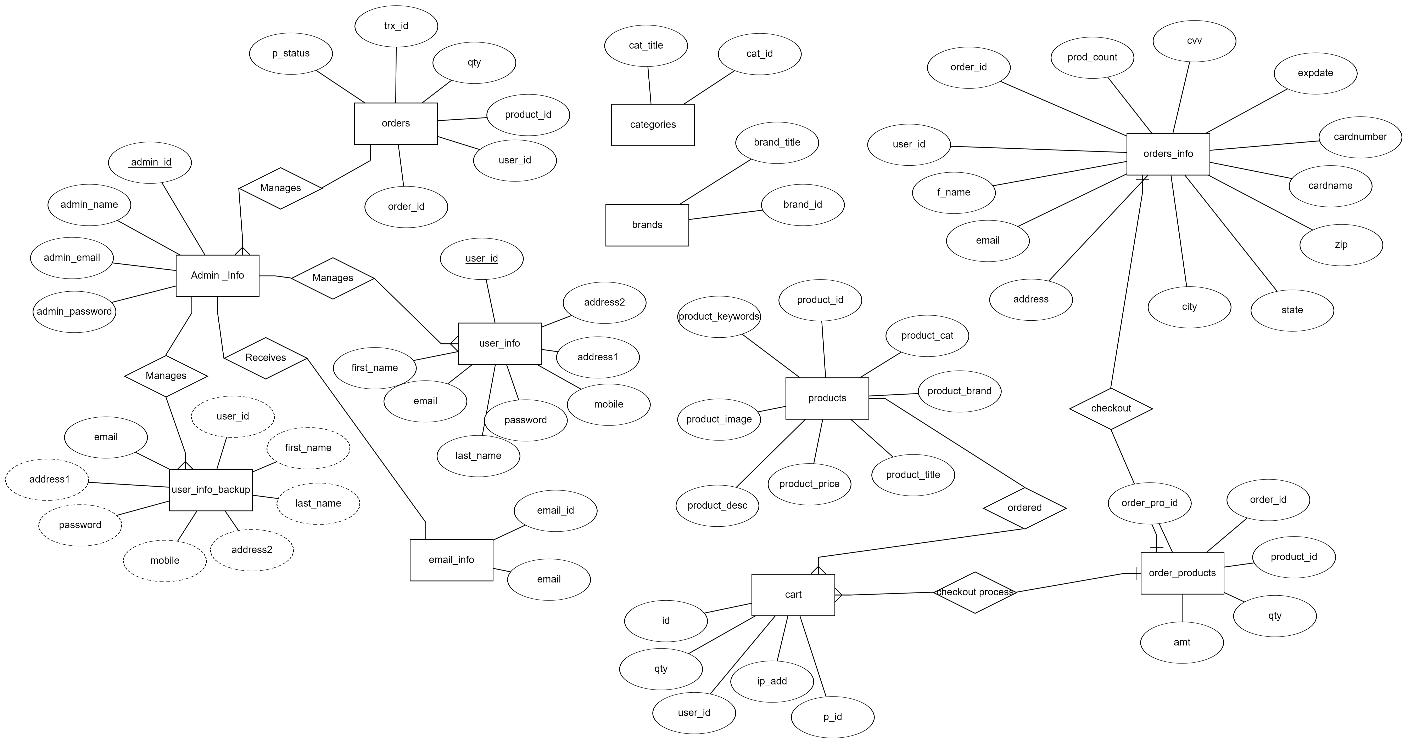 trx_id
p_status
qty
orders
product_id
user_id
order_id
Manages
admin_id
admin_name
admin_email
admin_password
Admin _Info
Manages
user_id
address2
user_info
address1
first_name
email
mobile
password
last_name
Manages
Receives
user_id
email
first_name
address1
user_info_backup
last_name
password
mobile
address2
email_id
email_info
email
cat_title
cat_id
categories
brand_title
brand_id
brands
cvv
prod_count
order_id
expdate
cardnumber
user_id
orders_info
cardname
f_name
email
zip
address
city
state
product_id
product_keywords
product_cat
products
product_brand
product_image
product_title
product_price
product_desc
checkout
ordered
order_pro_id
order_id
product_id
order_products
qty
amt
checkout process
cart
id
qty
ip_add
user_id
p_id